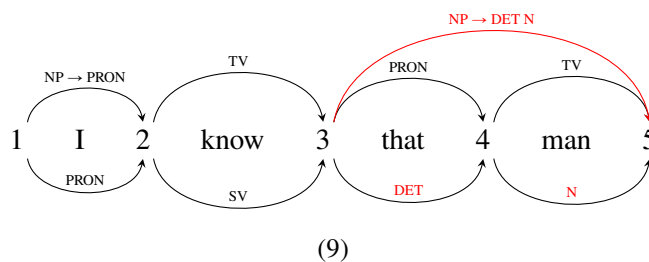 NP → DET N
NP → PRON TV PRON TV
1 I 2 know 3 that 4 man 5
PRON SV DET N
(9)